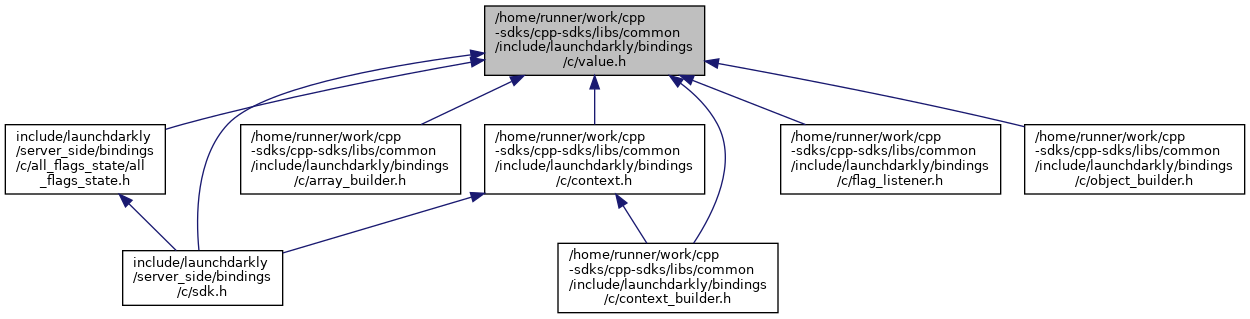 /home/runner/work/cpp
-sdks/cpp-sdks/libs/common
/include/launchdarkly/bindings
/c/value.h
include/launchdarkly
/server_side/bindings
/c/all_flags_state/all
_flags_state.h
/home/runner/work/cpp
-sdks/cpp-sdks/libs/common
/include/launchdarkly/bindings
/c/array_builder.h
/home/runner/work/cpp
-sdks/cpp-sdks/libs/common
/include/launchdarkly/bindings
/c/context.h
/home/runner/work/cpp
-sdks/cpp-sdks/libs/common
/include/launchdarkly/bindings
/c/flag_listener.h
/home/runner/work/cpp
-sdks/cpp-sdks/libs/common
/include/launchdarkly/bindings
/c/object_builder.h
include/launchdarkly
/server_side/bindings
/c/sdk.h
/home/runner/work/cpp
-sdks/cpp-sdks/libs/common
/include/launchdarkly/bindings
/c/context_builder.h